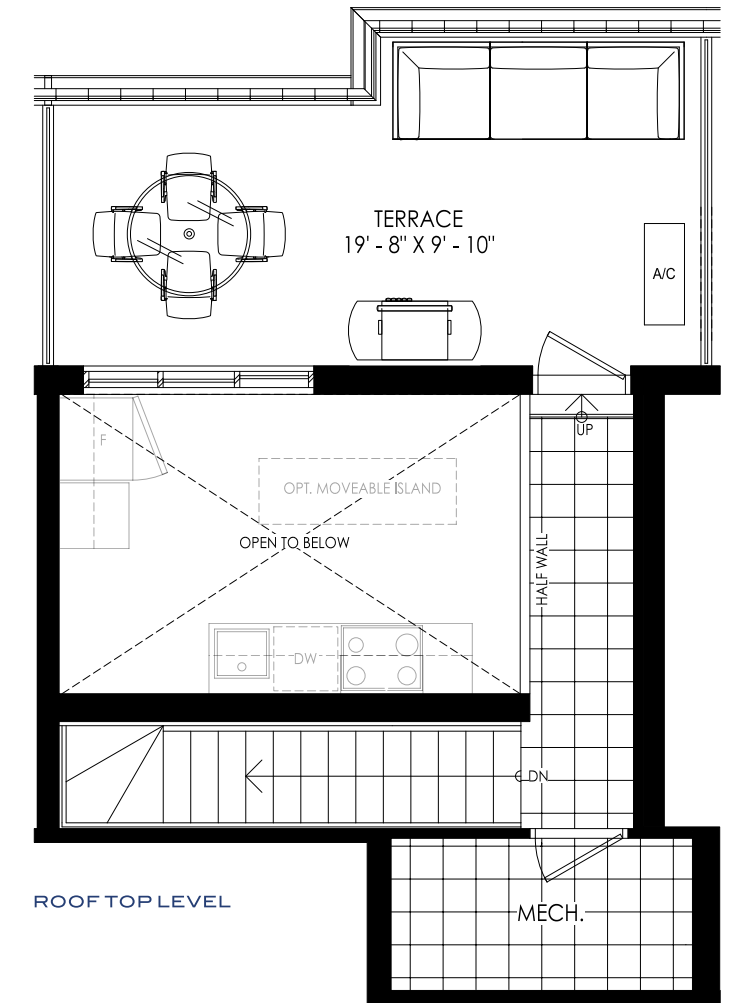 TERRACE
19' - 8" X 9' - 10"
A/C
UP
F
OPT. MOVEABLE ISLAND
OPEN TO BELOW
HALF WALL
DW
DN
ROOF TOP LEVEL
MECH.